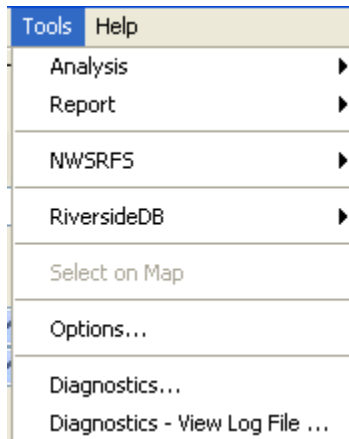 Tools Help
Analysis
Report
NWSRFS
RiversideDB
Select on Map
Options...
Diagnostics...
Diagnostics - View Log File ...